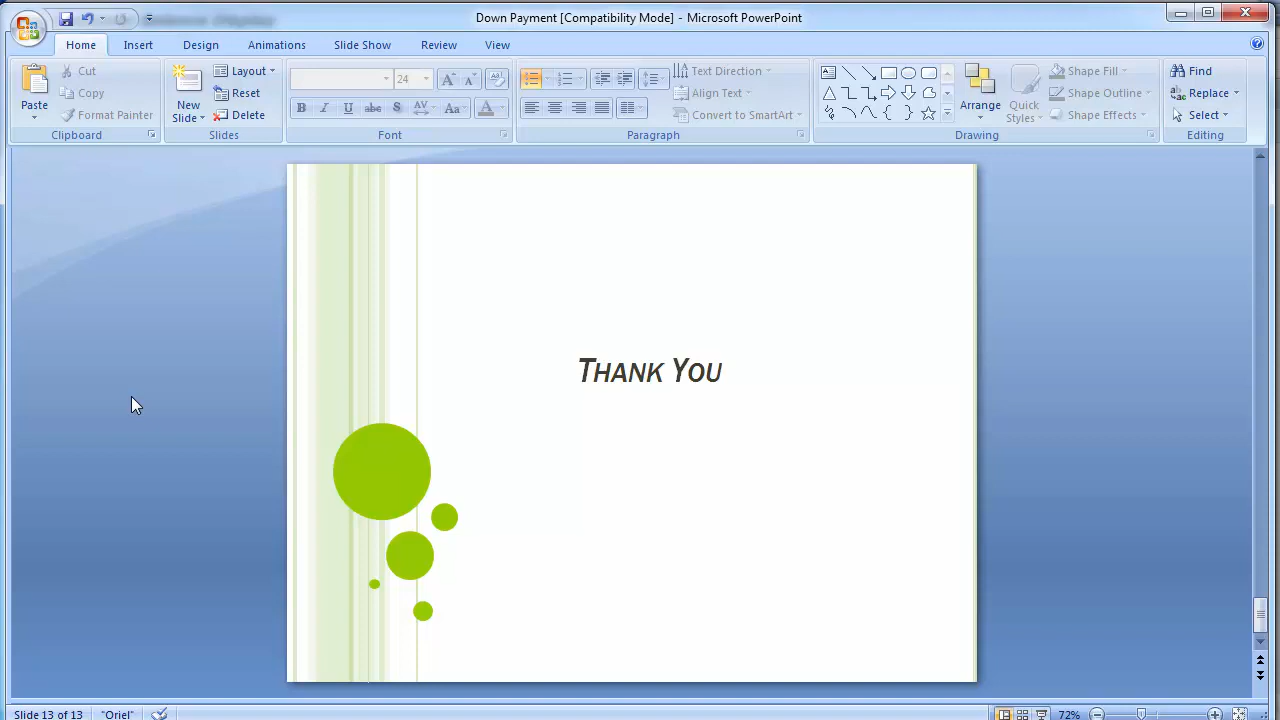 Down Payment [Compatibility Mode] - Microsoft PowerPoint
Home Insert Design Animations Slide Show Review View
Paste
Cut
Copy
Format Painter
Clipboard
New Slide
Layout
Reset
Delete
Slides
24
B I U abc S AV Aa A
Font
Text Direction
Align Text
Convert to SmartArt
Paragraph
Arrange
Quick Styles
Shape Fill
Shape Outline
Shape Effects
Drawing
Find
Replace
Select
Editing
THANK YOU
Slide 13 of 13 "Oriel" 72%